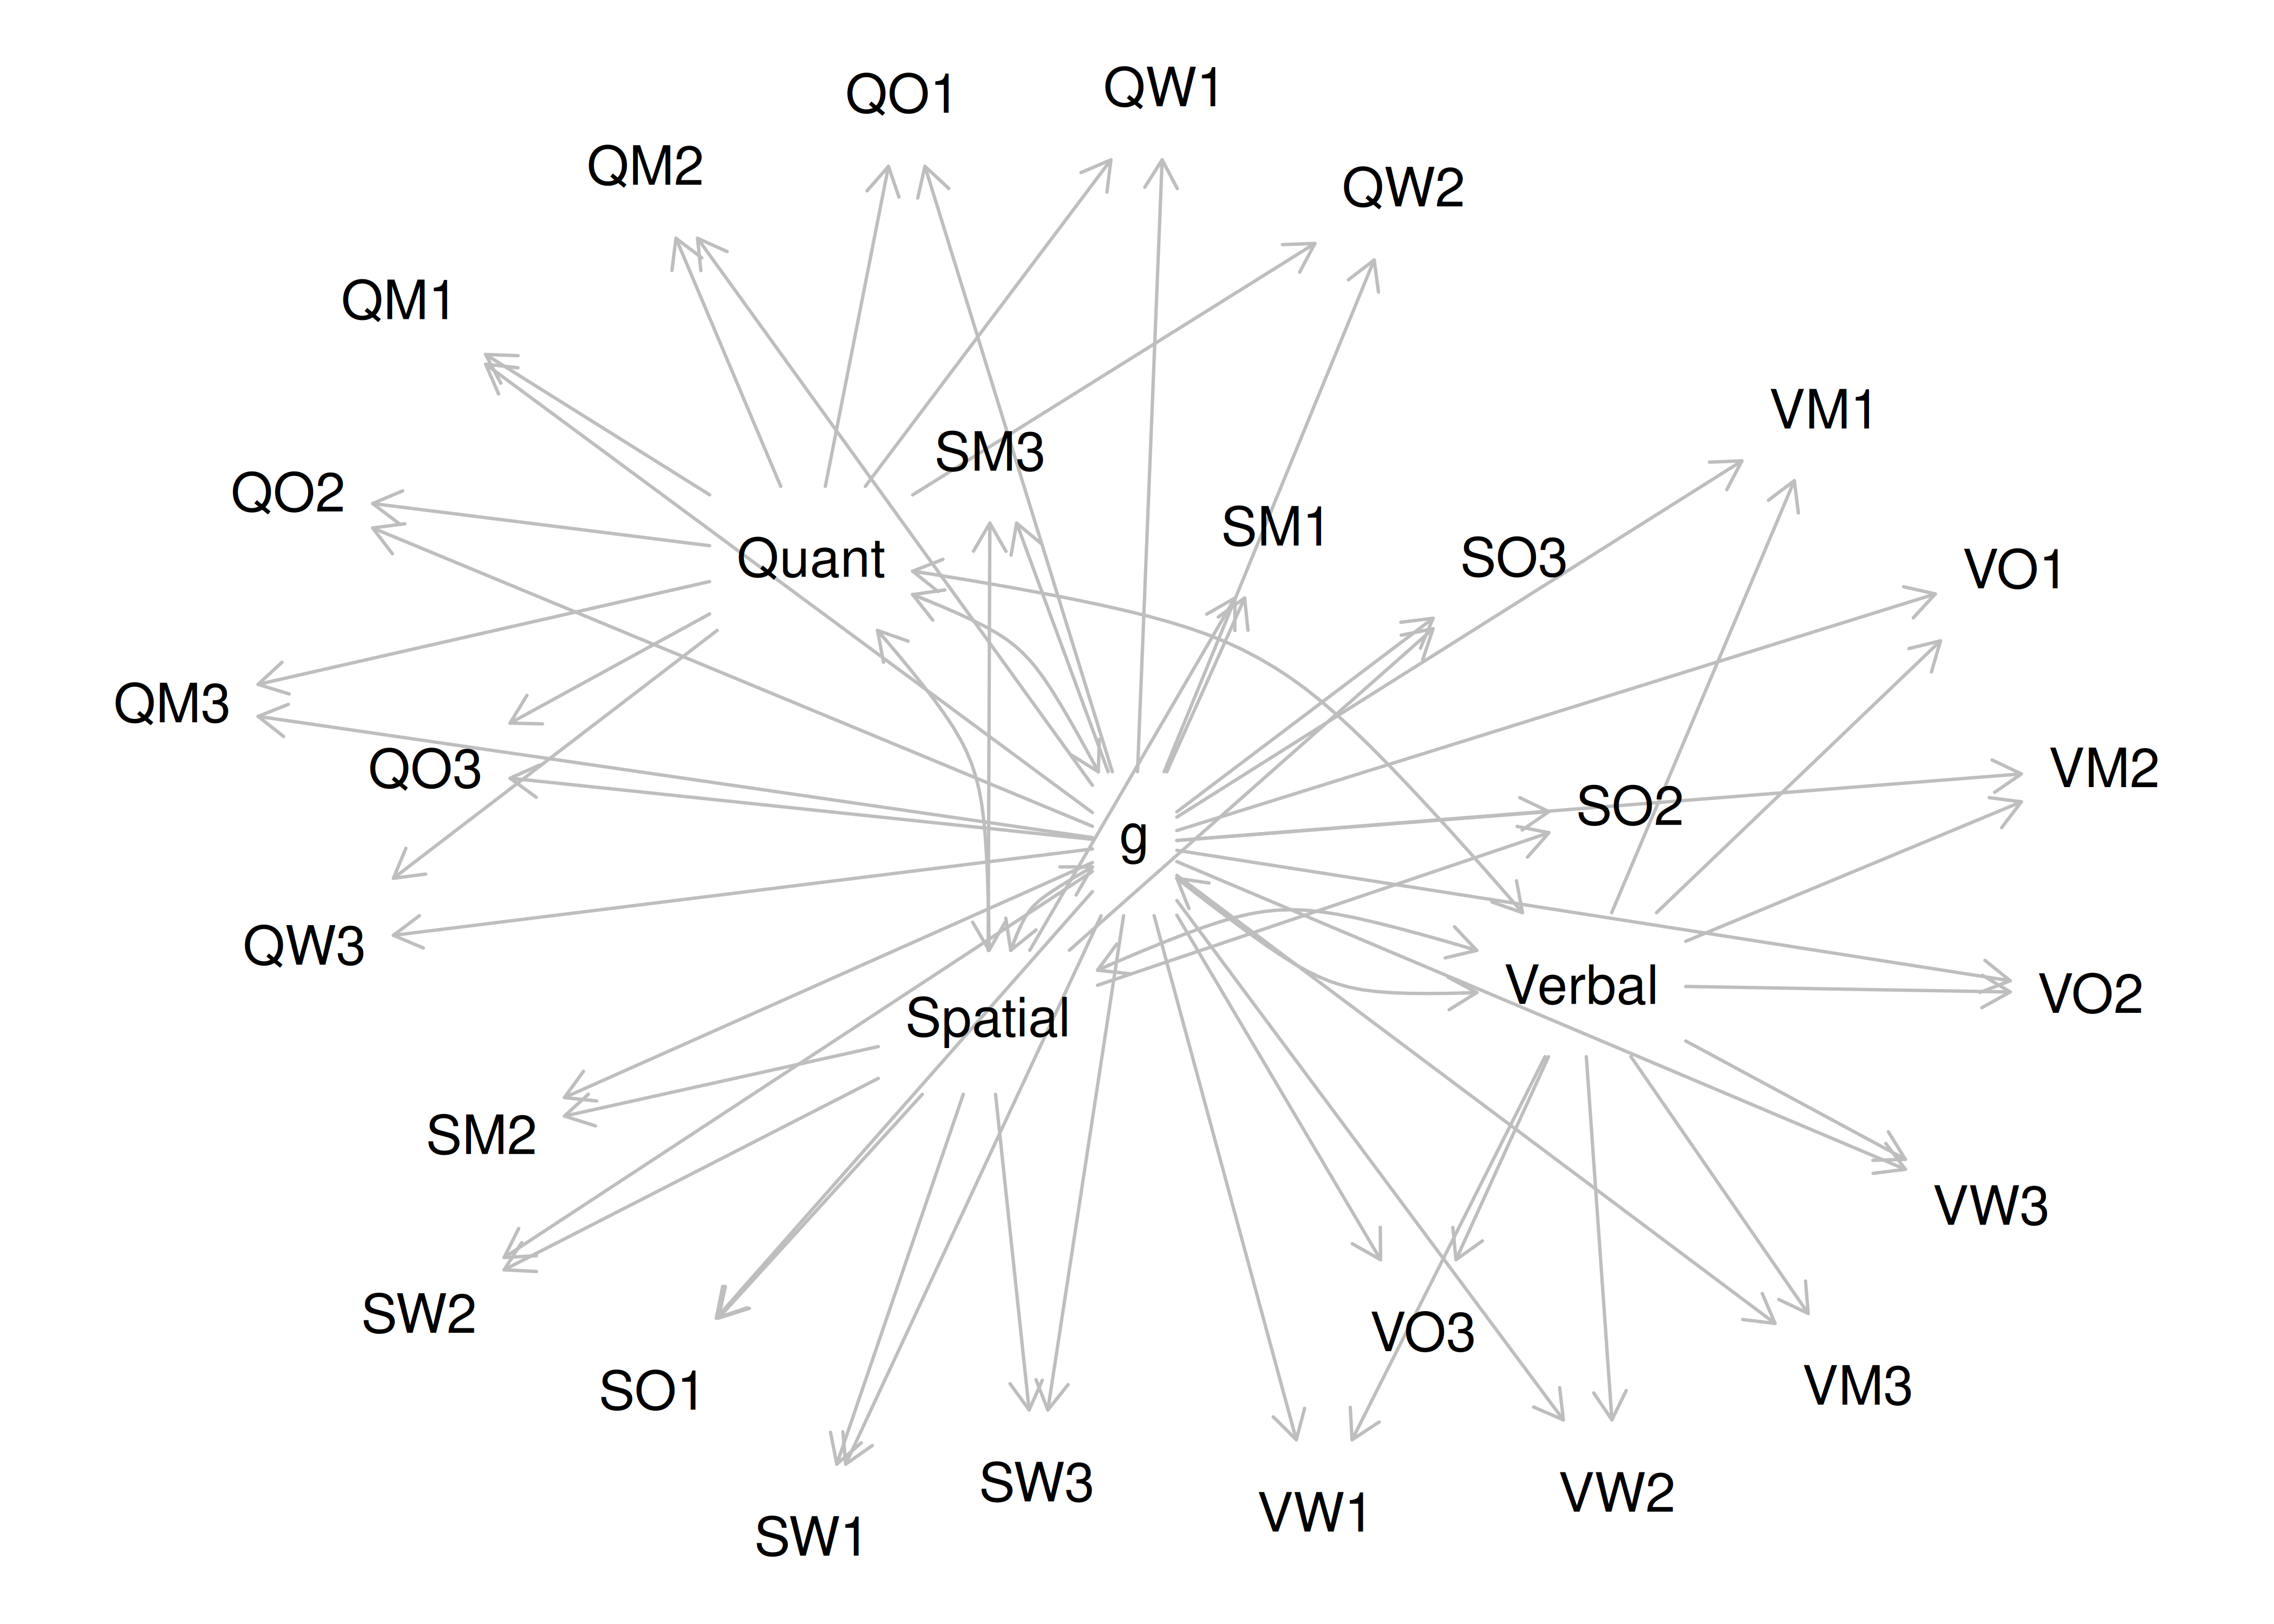 QW1
QO1
QM2
QW2
QM1
VM1
SM3
QO2
SM1
Quant
SO3
VO1
QM3
QO3
VM2
SO2
g
QW3
Verbal
VO2
Spatial
SM2
VW3
SW2
VO3
SO1
VM3
SW3
VW2
VW1
SW1